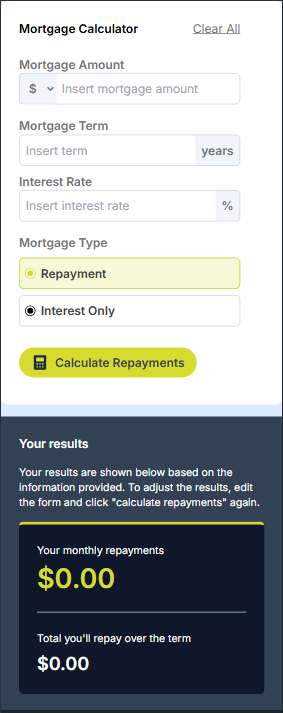 Mortgage Calculator
Clear All
Mortgage Amount
$ Insert mortgage amount
Mortgage Term
Insert term years
Interest Rate
Insert interest rate %
Mortgage Type
Repayment
Interest Only
Calculate Repayments
Your results
Your results are shown below based on the
information provided. To adjust the results, edit
the form and click "calculate repayments" again.
Your monthly repayments
$0.00
Total you'll repay over the term
$0.00